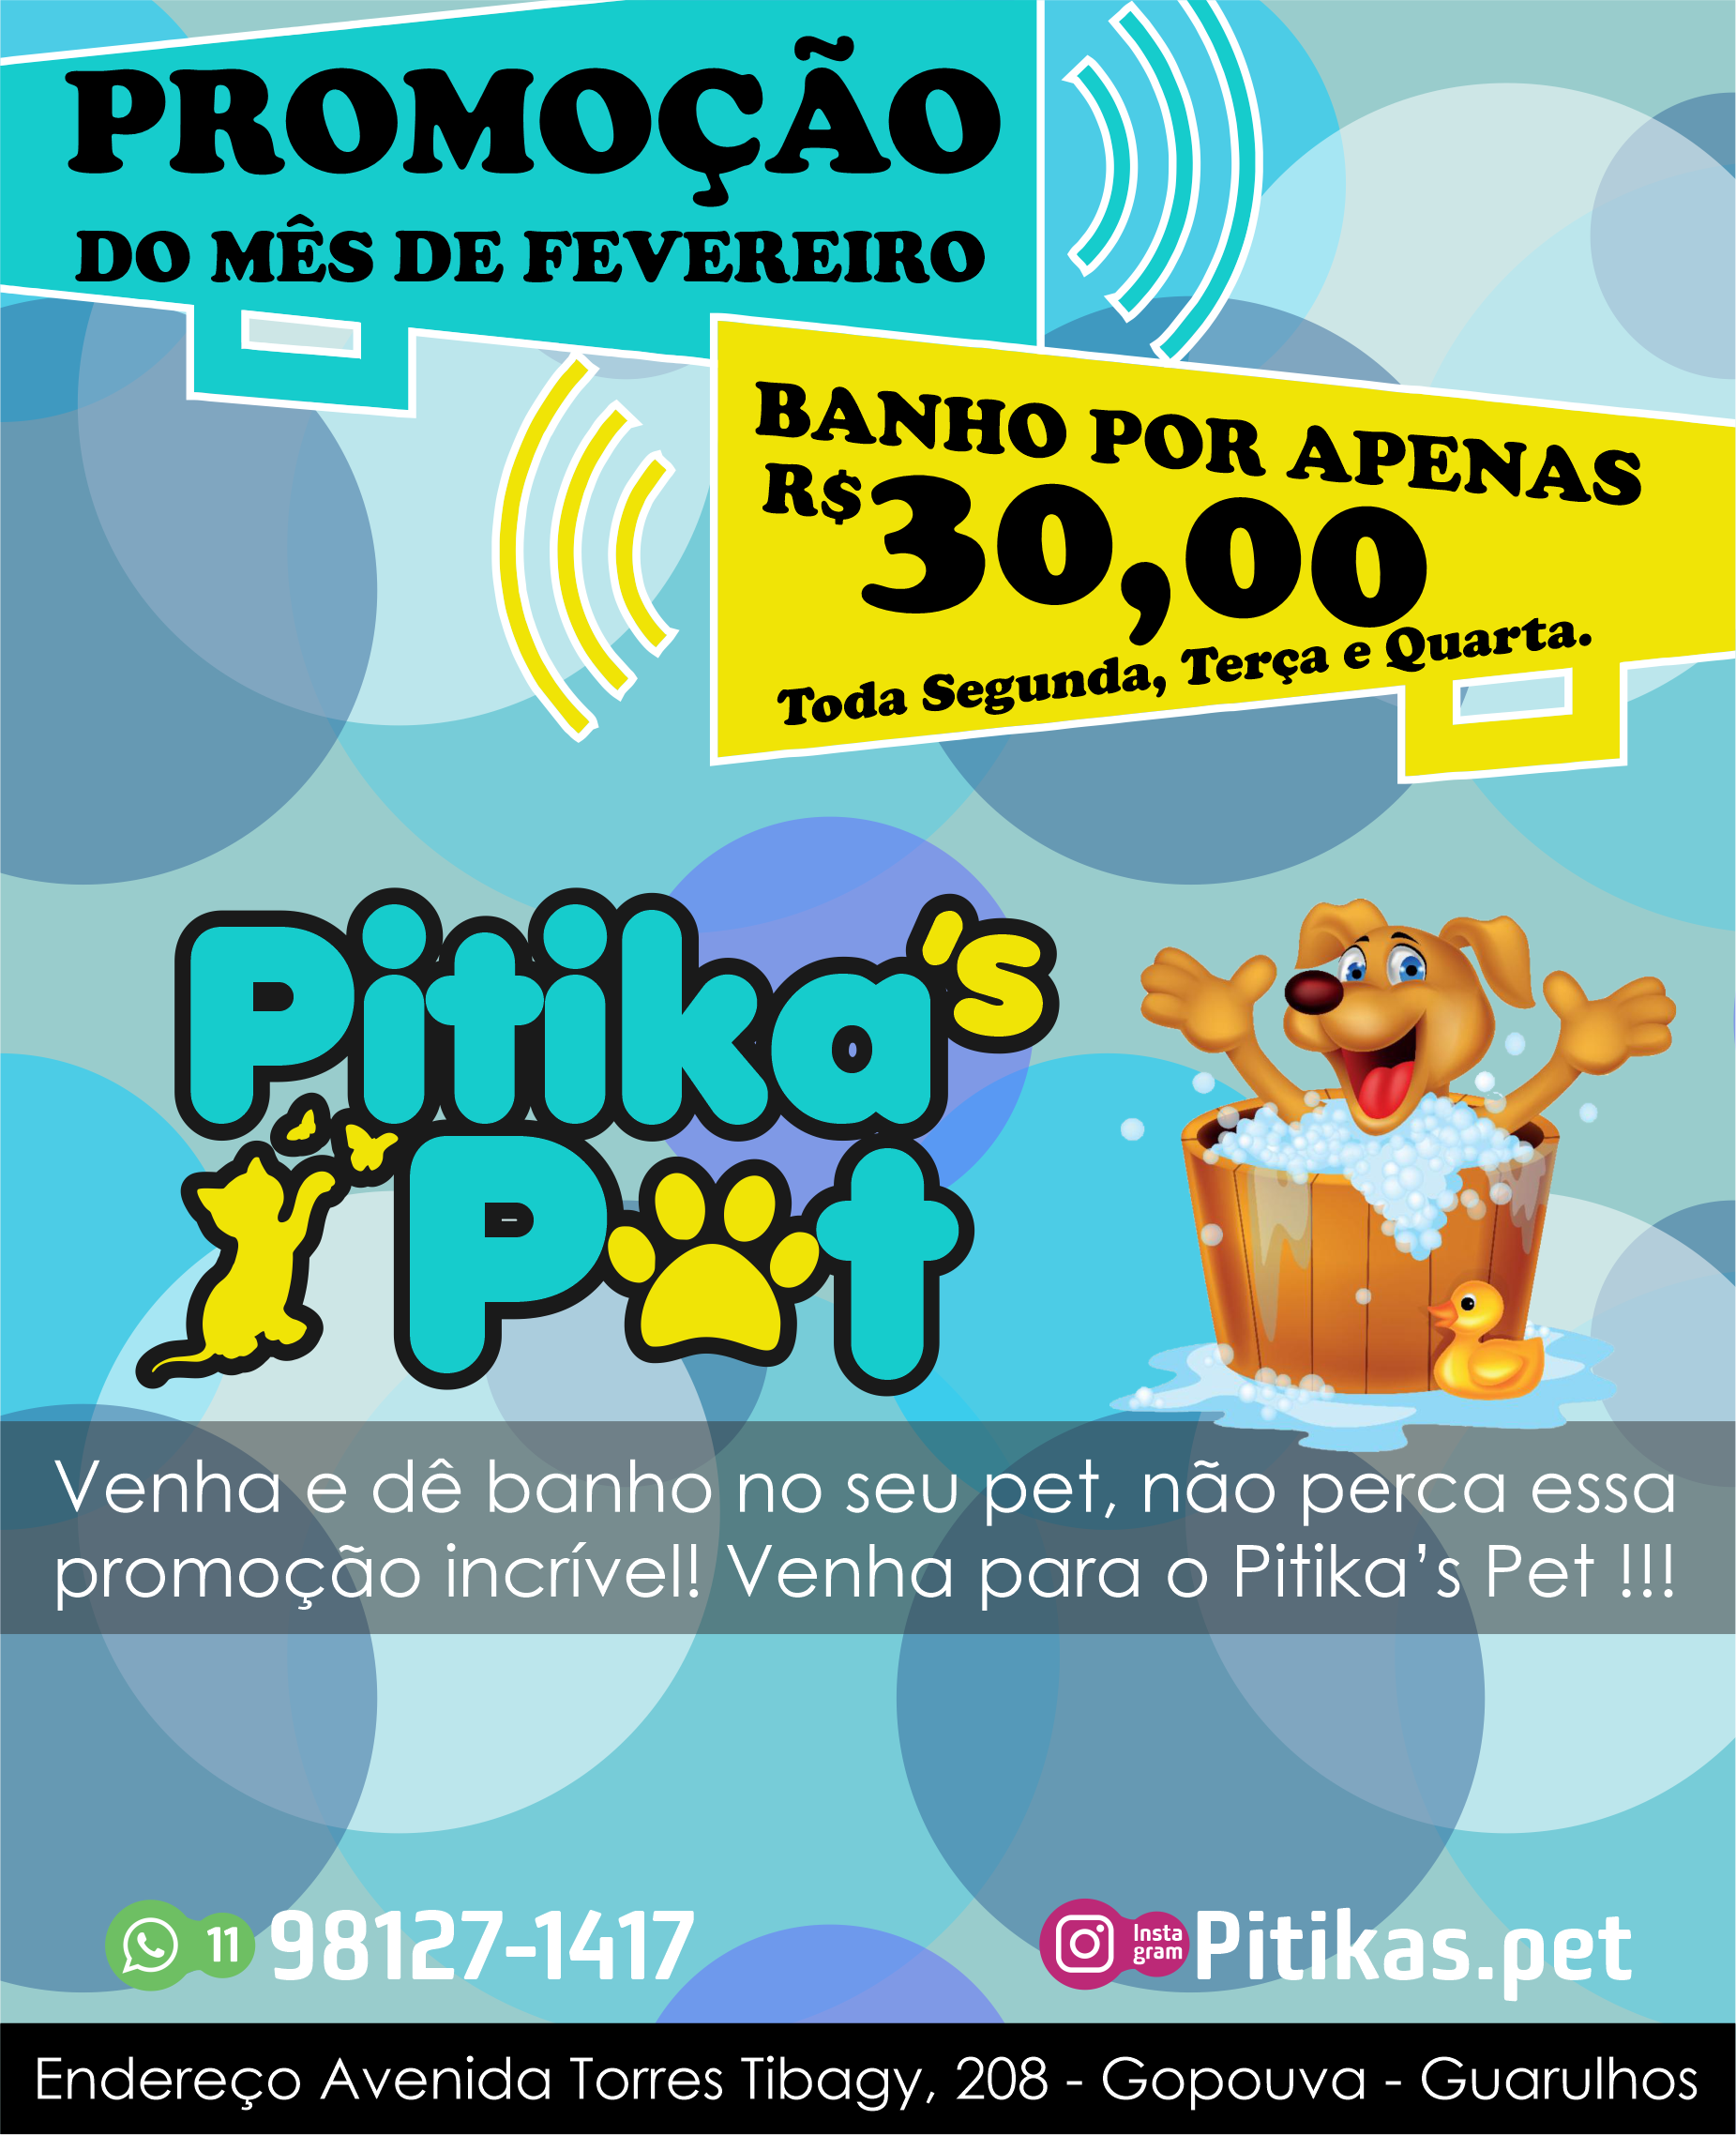 PROMOÇÃO
DO MÊS DE FEVEREIRO
BANHO POR APENAS
R$30,00
Toda Segunda, Terça e Quarta.
Pitika's
Pet
Venha e dê banho no seu pet, não perca essa
promoção incrível! Venha para o Pitika’s Pet !!!
11 98127-1417
Insta
gram
Pitikas.pet
Endereço Avenida Torres Tibagy, 208 - Gopouva - Guarulhos